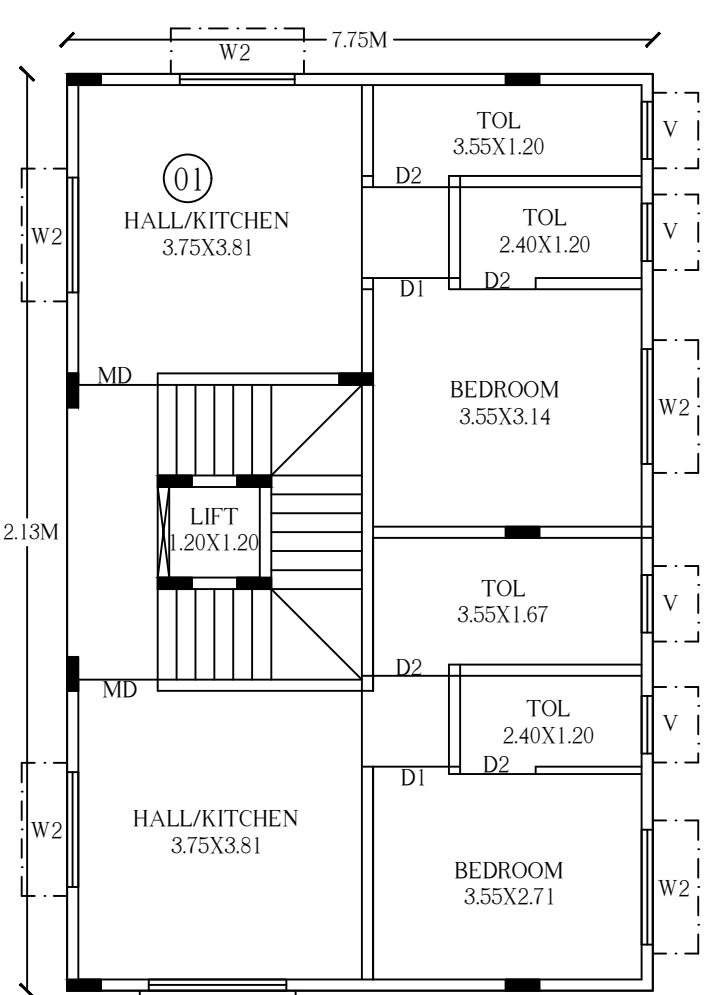 7.75M
W2
TOL
3.55X1.20
V
01
D2
HALL/KITCHEN
3.75X3.81
W2
TOL
2.40X1.20
V
D1
D2
MD
BEDROOM
3.55X3.14
W2
2.13M
LIFT
1.20X1.20
TOL
3.55X1.67
V
D2
MD
TOL
2.40X1.20
V
D1
D2
HALL/KITCHEN
3.75X3.81
W2
BEDROOM
3.55X2.71
W2